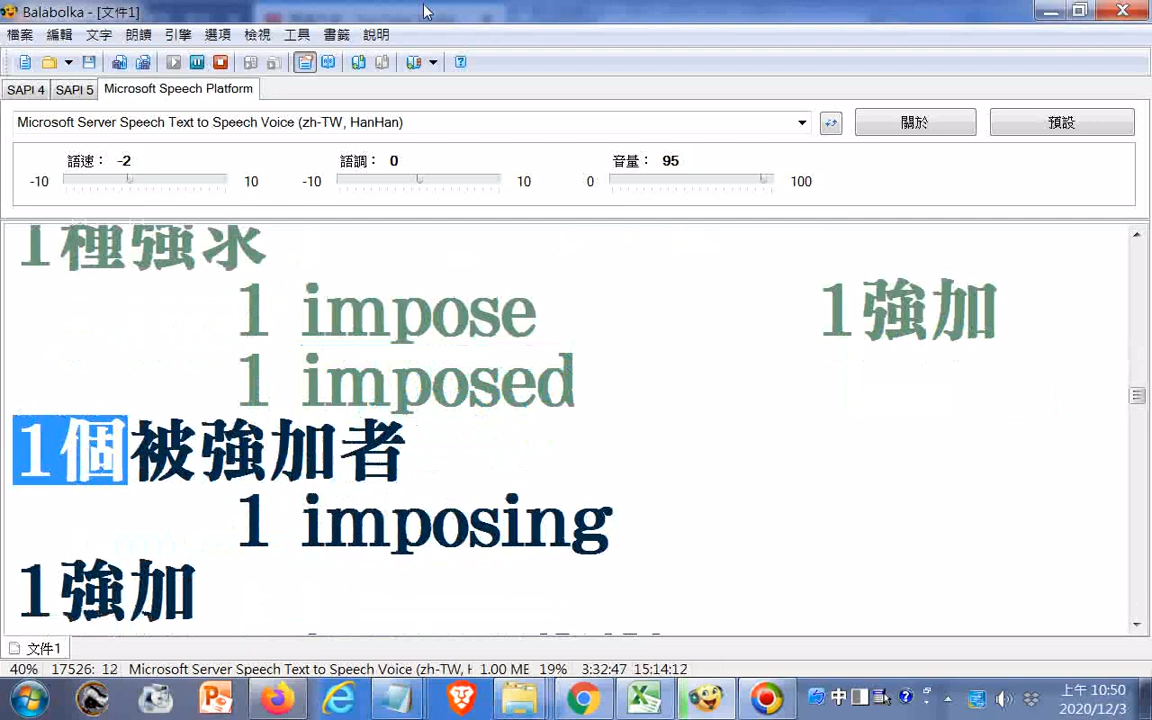 Balabolka - [文件1]
檔案 編輯 文字 朗讀 引擎 選項 檢視 工具 書籤 說明
SAPI 4 SAPI 5 Microsoft Speech Platform
Microsoft Server Speech Text to Speech Voice (zh-TW, HanHan) 關於 預設
語速： -2 語調： 0 音量： 95
-10 10 -10 10 0 100
1種強求
1 impose 1強加
1 imposed
1個被強加者
1 imposing
1強加
文件1
40% 17526: 12 Microsoft Server Speech Text to Speech Voice (zh-TW, H 1.00 ME 19% 3:32:47 15:14:12
中 上午 10:50
2020/12/3